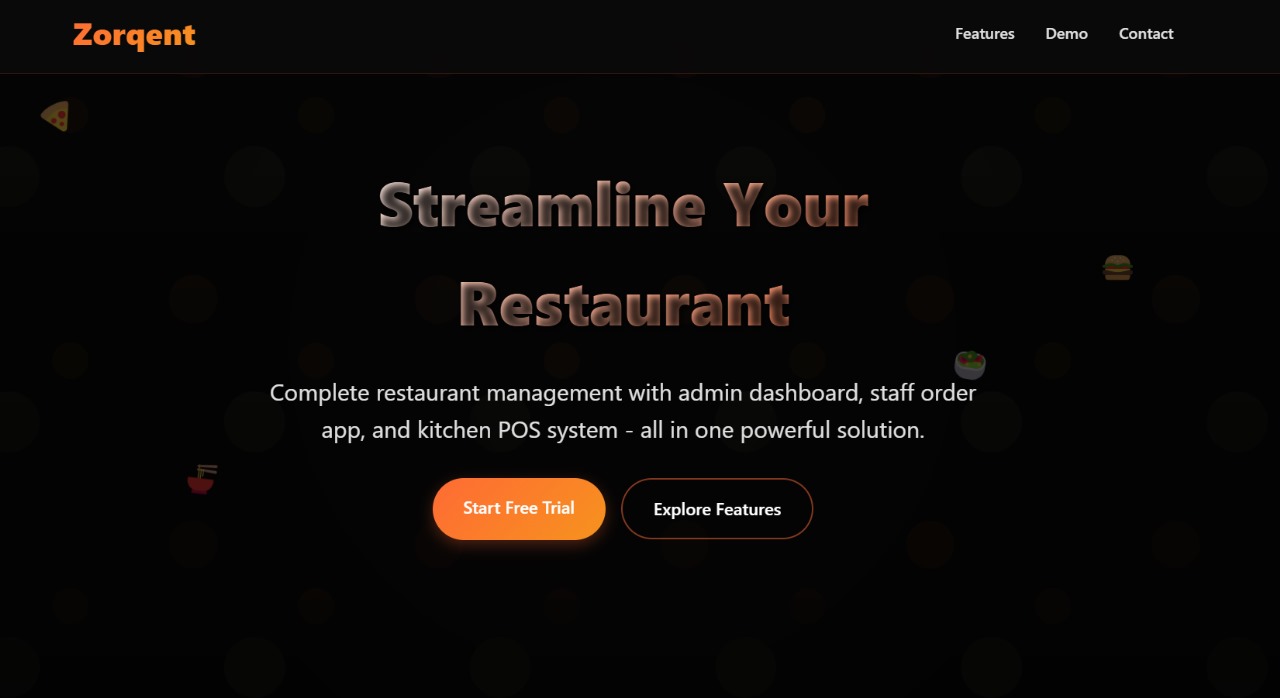 Zorqent
Features Demo Contact
Streamline Your
Restaurant
Complete restaurant management with admin dashboard, staff order
app, and kitchen POS system - all in one powerful solution.
Start Free Trial Explore Features